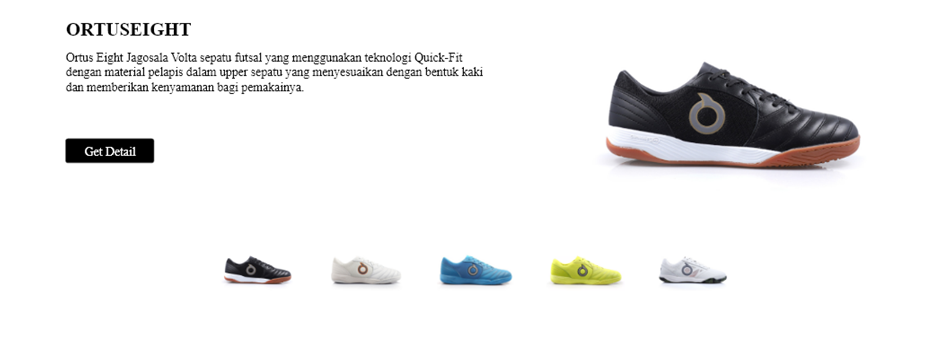 ORTUSEIGHT
Ortus Eight Jagosala Volta sepatu futsal yang menggunakan teknologi Quick-Fit
dengan material pelapis dalam upper sepatu yang menyesuaikan dengan bentuk kaki
dan memberikan kenyamanan bagi pemakainya.
Get Detail